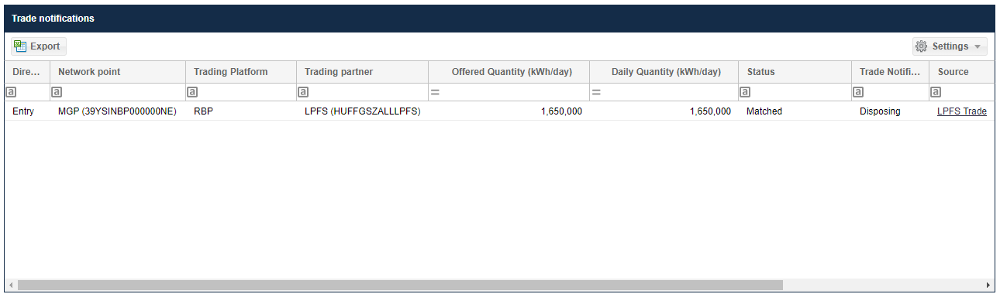 Trade notifications
Export Settings
Dire... Network point Trading Platform Trading partner Offered Quantity (kWh/day) Daily Quantity (kWh/day) Status Trade Notifi... Source
a a a a = = a a a
Entry MGP (39YSINBP000000NE) RBP LPFS (HUFFGSZALLLPFS) 1,650,000 1,650,000 Matched Disposing LPFS Trade